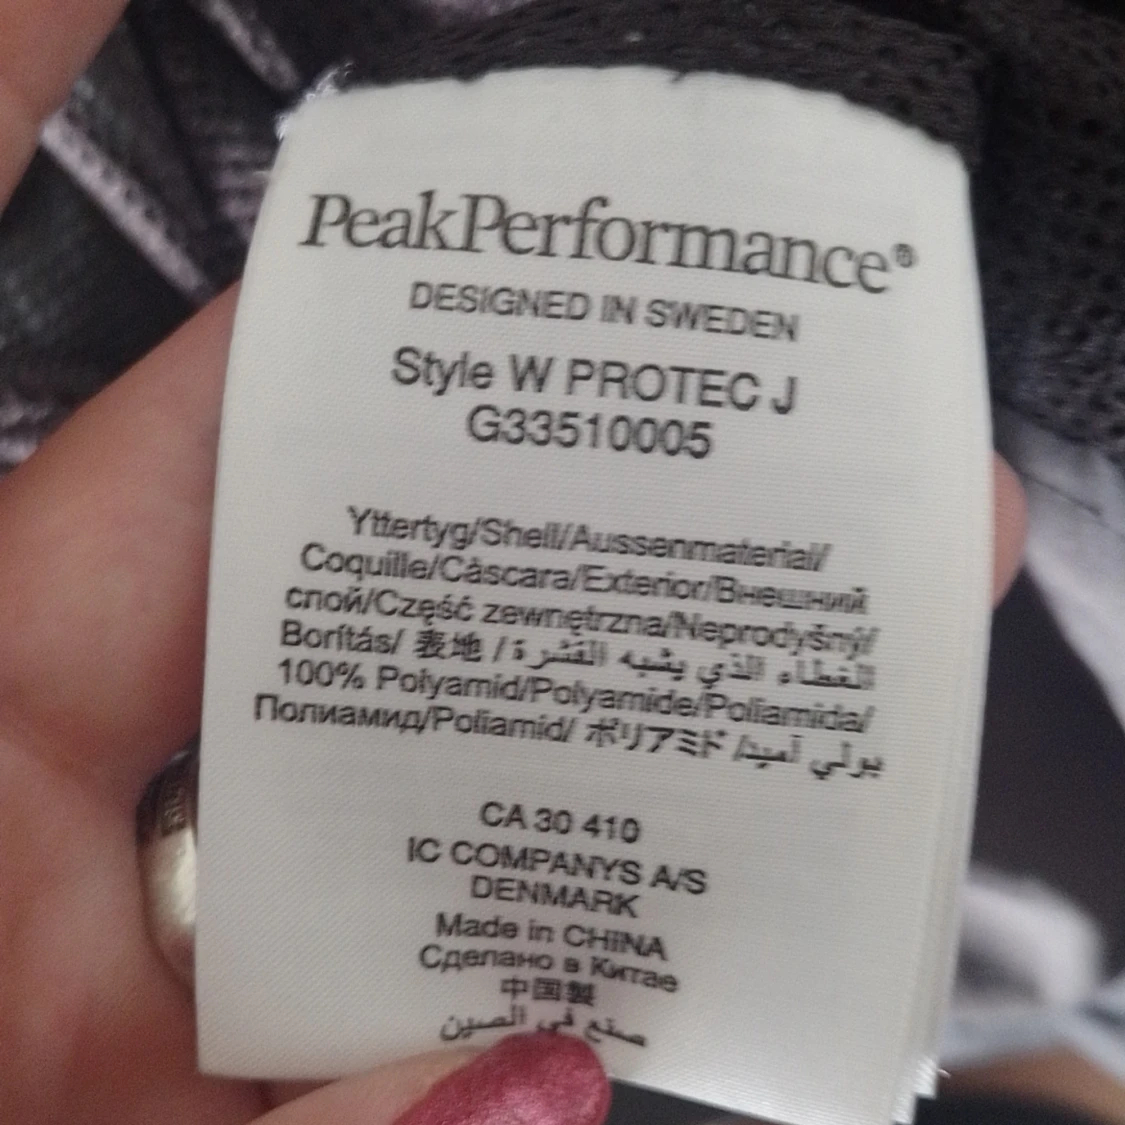 PeakPerformance®
DESIGNED IN SWEDEN
Style W PROTEC J
G33510005
Yttertyg/Shell/Aussenmaterial/
Coquille/Cáscara/Exterior/Внешний
слой/Część zewnętrzna/Neprodyšný/
Borítás/ 表地 / الغطاء الذي يشبه القشرة
100% Polyamid/Polyamide/Poliamida/
Полиамид/Poliamid/ ポリアミド /بولي آميد
CA 30 410
IC COMPANYS A/S
DENMARK
Made in CHINA
Сделано в Китае
中国製
صنع في الصين